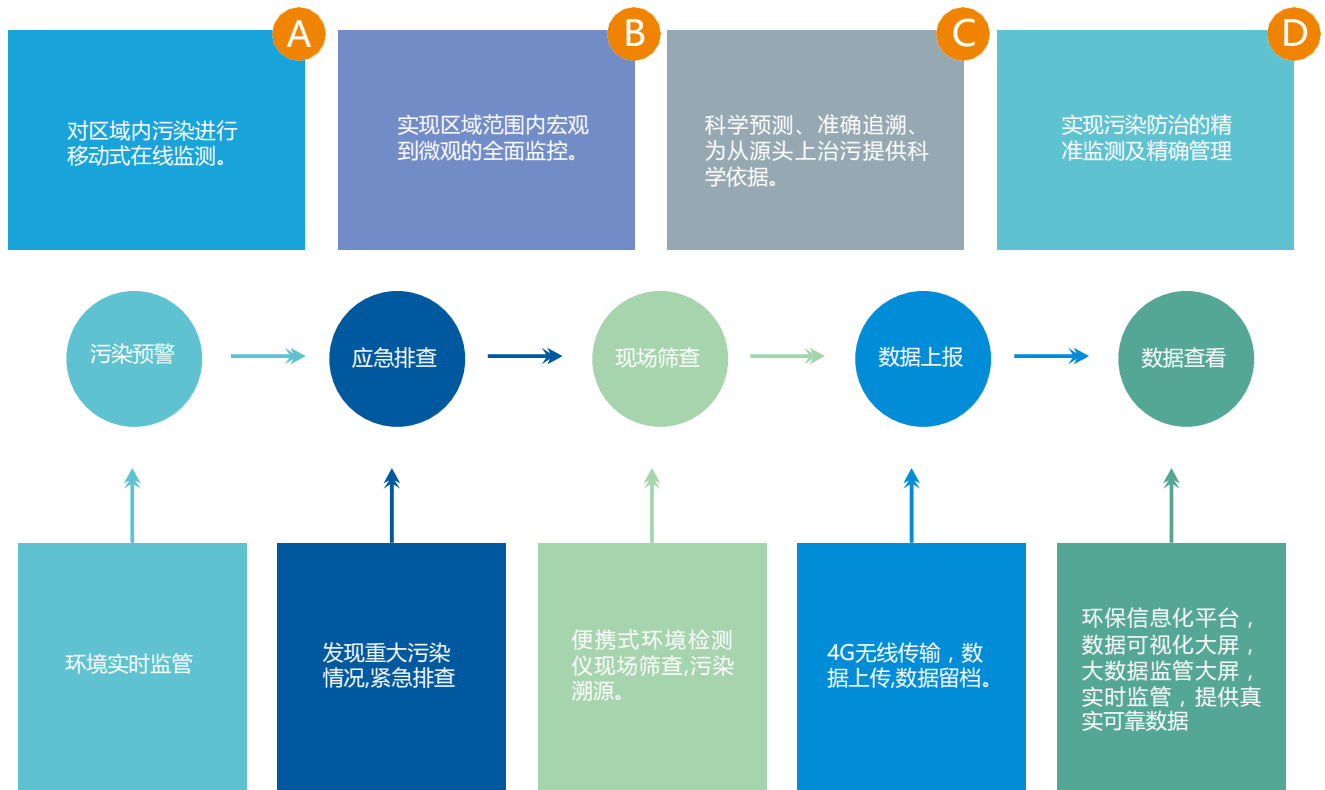 A
对区域内污染进行
移动式在线监测。
B
实现区域范围内宏观
到微观的全面监控。
C
科学预测、准确追溯、
为从源头上治污提供科
学依据。
D
实现污染防治的精
准监测及精确管理
污染预警
应急排查
现场筛查
数据上报
数据查看
环境实时监管
发现重大污染
情况,紧急排查
便携式环境检测
仪现场筛查,污染
溯源。
4G无线传输，数
据上传,数据留档。
环保信息化平台，
数据可视化大屏，
大数据监管大屏，
实时监管，提供真
实可靠数据